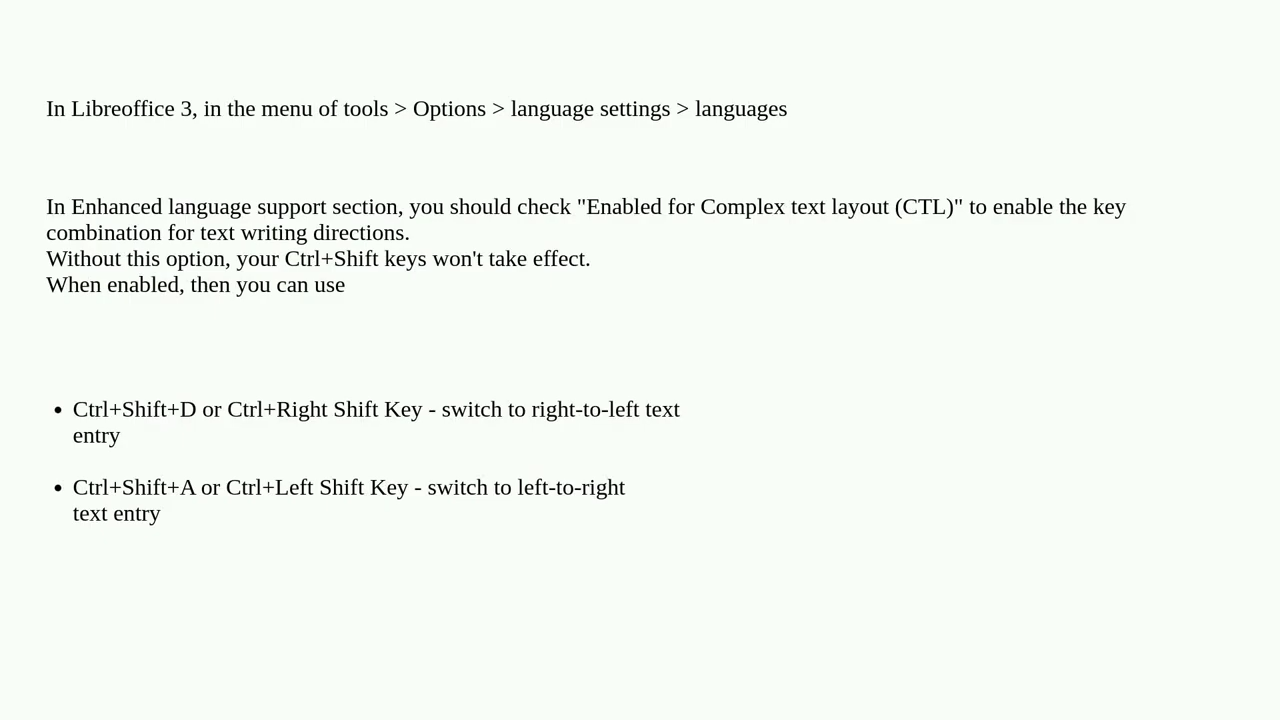 In Libreoffice 3, in the menu of tools > Options > language settings > languages
In Enhanced language support section, you should check "Enabled for Complex text layout (CTL)" to enable the key
combination for text writing directions.
Without this option, your Ctrl+Shift keys won't take effect.
When enabled, then you can use
• Ctrl+Shift+D or Ctrl+Right Shift Key - switch to right-to-left text
entry
• Ctrl+Shift+A or Ctrl+Left Shift Key - switch to left-to-right
text entry